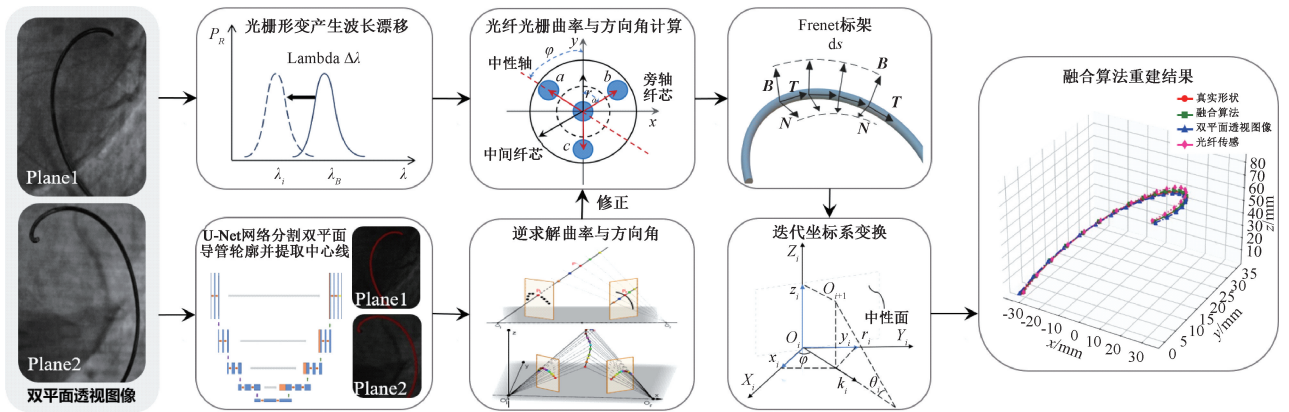 Plane1
Plane2
双平面透视图像
光栅形变产生波长漂移
P_R
Lambda Δλ
λ_i
λ_B
λ
U-Net网络分割双平面
导管轮廓并提取中心线
Plane1
Plane2
光纤光栅曲率与方向角计算
y
φ
中性轴
a
b
旁轴
纤芯
x
中间纤芯
c
修正
逆求解曲率与方向角
Frenet标架
ds
B
B
T
T
N
N
迭代坐标系变换
Z_i
z_i
O_{i+1}
中性面
O_i
y_i
r_i
Y_i
x_i
φ
X_i
k_i
θ_i
融合算法重建结果
真实形状
融合算法
双平面透视图像
光纤传感
80
70
60
50
40
30
20
10
z/mm
-30
-20
-10
0
10
20
30
x/mm
0
5
10
15
20
25
30
35
y/mm